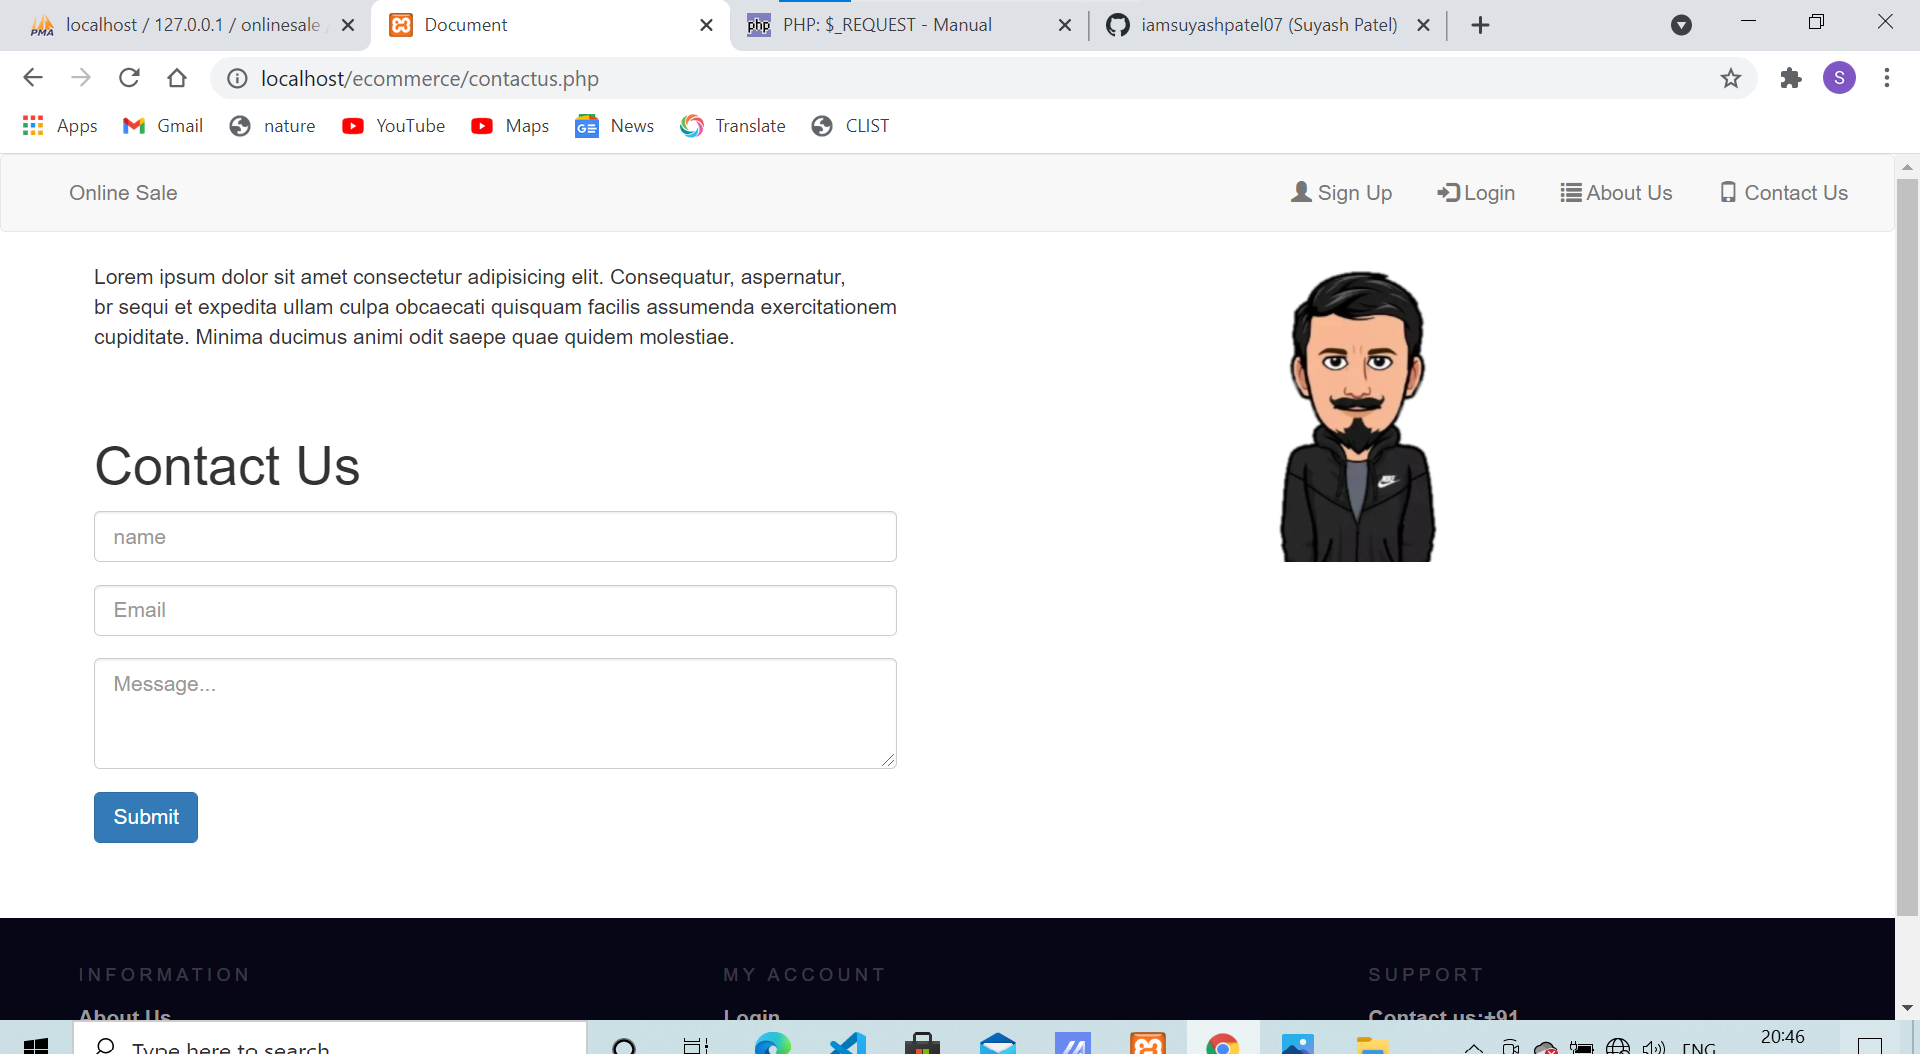 localhost / 127.0.0.1 / onlinesale
Document
PHP: $_REQUEST - Manual
iamsuyashpatel07 (Suyash Patel)
localhost/ecommerce/contactus.php
S
Apps
Gmail
nature
YouTube
Maps
News
Translate
CLIST
Online Sale
Sign Up
Login
About Us
Contact Us
Lorem ipsum dolor sit amet consectetur adipisicing elit. Consequatur, aspernatur,
br sequi et expedita ullam culpa obcaecati quisquam facilis assumenda exercitationem
cupiditate. Minima ducimus animi odit saepe quae quidem molestiae.
Contact Us
name
Email
Message...
Submit
INFORMATION
MY ACCOUNT
SUPPORT
About Us
Login
Contact us:+91
Type here to search
ENG
20:46